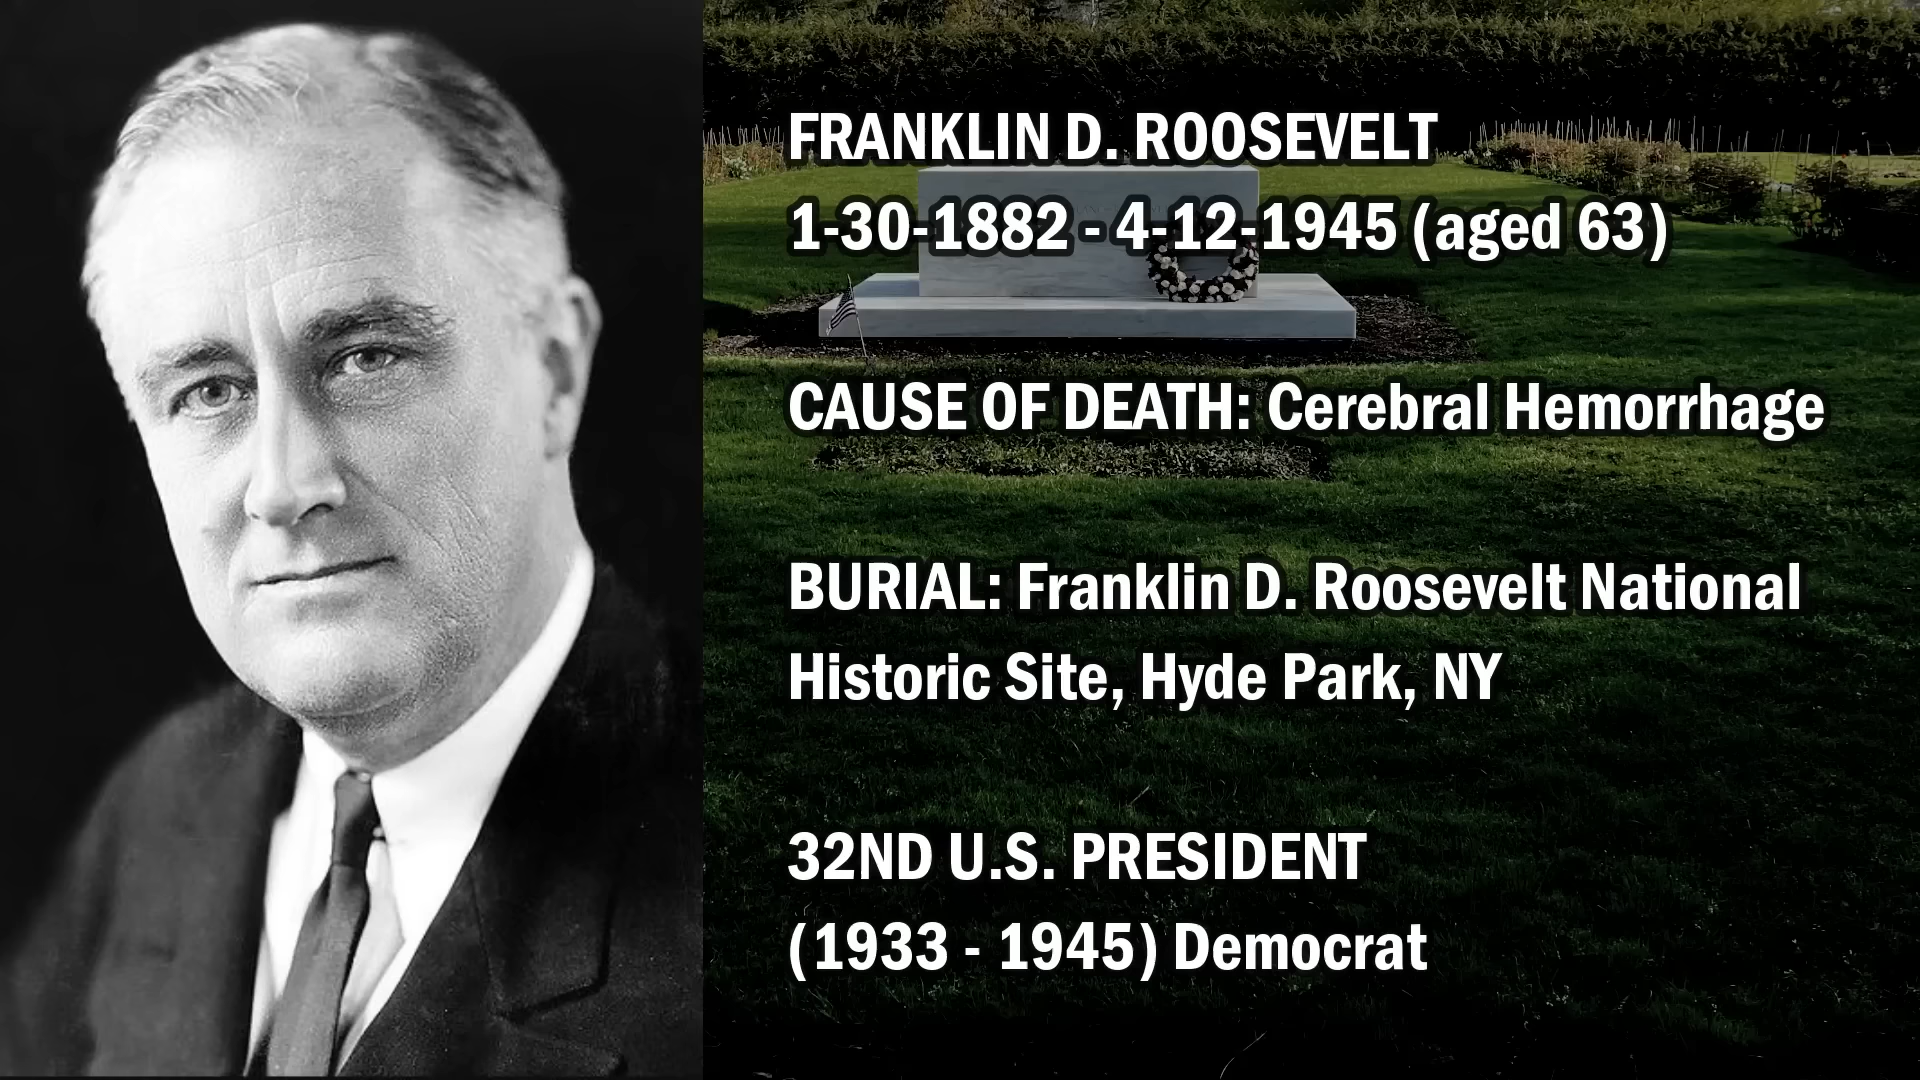 FRANKLIN D. ROOSEVELT
1-30-1882 - 4-12-1945 (aged 63)
CAUSE OF DEATH: Cerebral Hemorrhage
BURIAL: Franklin D. Roosevelt National
Historic Site, Hyde Park, NY
32ND U.S. PRESIDENT
(1933 - 1945) Democrat